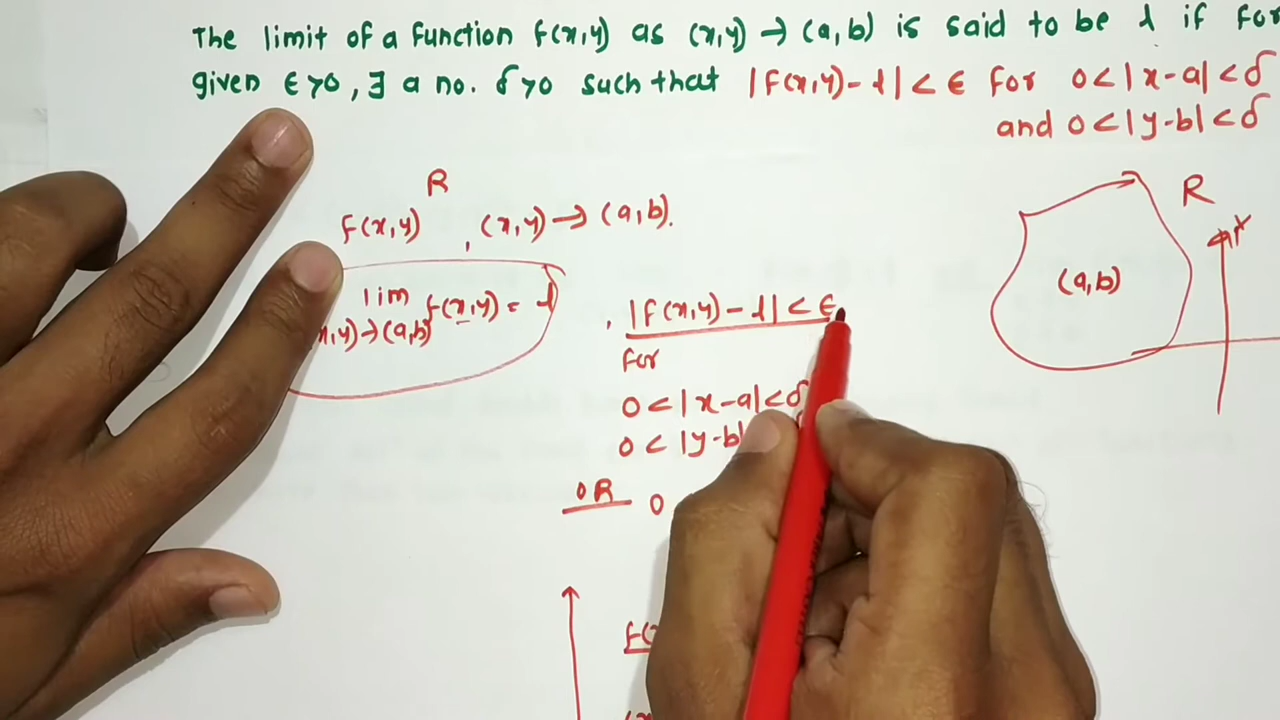 The limit of a function f(x,y) as (x,y) → (a,b) is said to be l if for
given ϵ>0, ∃ a no. δ>0 such that |f(x,y)-l| < ϵ for 0<|x-a|<δ
and 0<|y-b|<δ
R
f(x,y) , (x,y) → (a,b).
lim f(x,y) = l
x,y)→(a,b)
, |f(x,y) - l| < ϵ
for
0 < |x-a| < δ
0 < |y-b|
OR 0
R
(a,b)